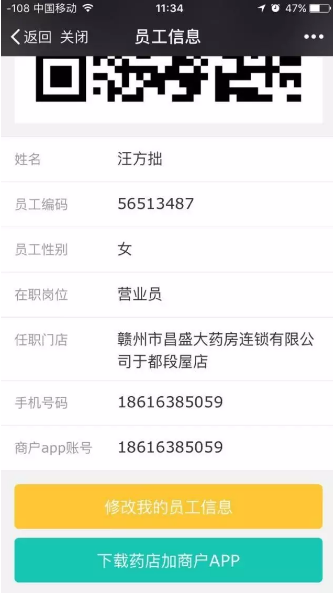 -108 中国移动 11:34 47%
返回 关闭 员工信息
姓名 汪方拙
员工编码 56513487
员工性别 女
在职岗位 营业员
任职门店 赣州市昌盛大药房连锁有限公
司于都段屋店
手机号码 18616385059
商户app账号 18616385059
修改我的员工信息
下载药店加商户APP